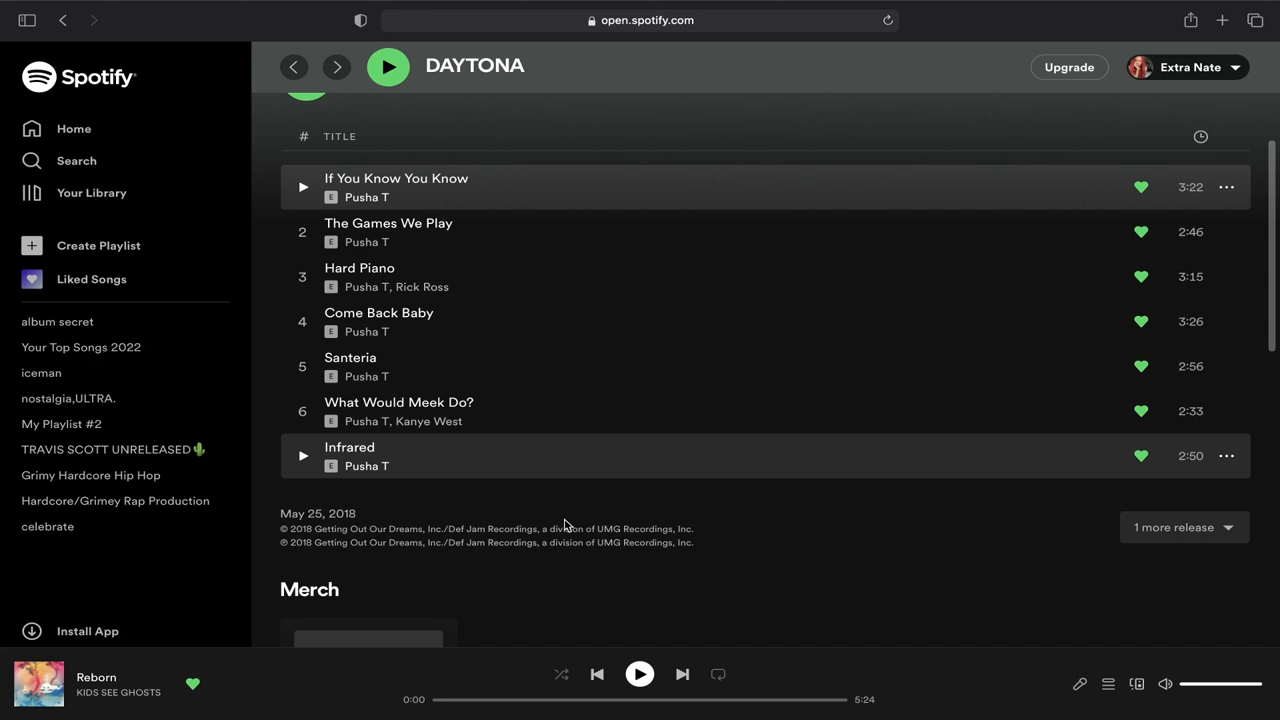 open.spotify.com
Spotify
Home
Search
Your Library
Create Playlist
Liked Songs
album secret
Your Top Songs 2022
iceman
nostalgia,ULTRA.
My Playlist #2
TRAVIS SCOTT UNRELEASED🌵
Grimy Hardcore Hip Hop
Hardcore/Grimey Rap Production
celebrate
Install App
DAYTONA
Upgrade
Extra Nate
# TITLE
If You Know You Know
E Pusha T
3:22
2 The Games We Play
E Pusha T
2:46
3 Hard Piano
E Pusha T, Rick Ross
3:15
4 Come Back Baby
E Pusha T
3:26
5 Santeria
E Pusha T
2:56
6 What Would Meek Do?
E Pusha T, Kanye West
2:33
Infrared
E Pusha T
2:50
May 25, 2018
© 2018 Getting Out Our Dreams, Inc./Def Jam Recordings, a division of UMG Recordings, Inc.
℗ 2018 Getting Out Our Dreams, Inc./Def Jam Recordings, a division of UMG Recordings, Inc.
1 more release
Merch
Reborn
KIDS SEE GHOSTS
0:00
5:24